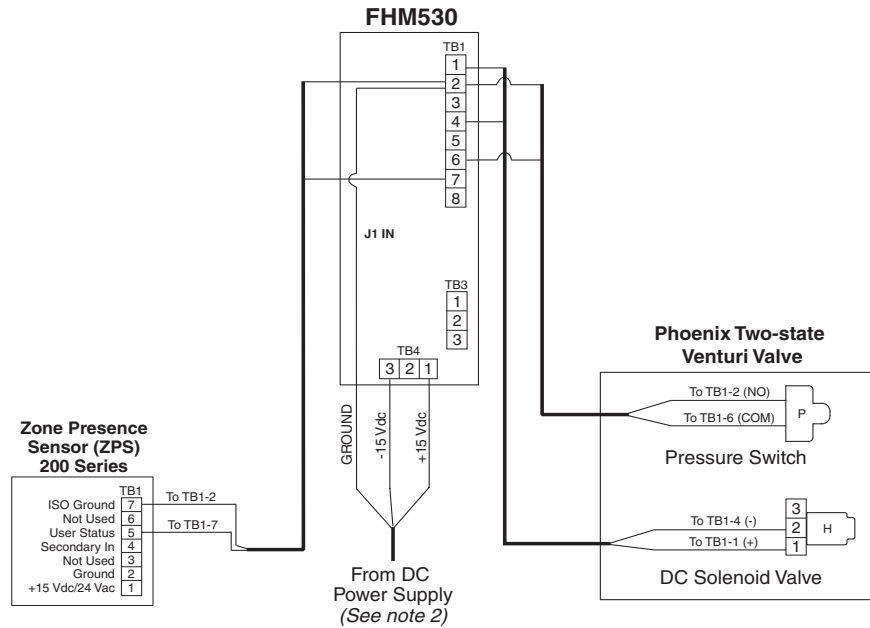 FHM530
TB1
1
2
3
4
5
6
7
8
J1 IN
TB3
1
2
3
TB4
3 2 1
GROUND
-15 Vdc
+15 Vdc
From DC
Power Supply
(See note 2)
Zone Presence
Sensor (ZPS)
200 Series
TB1
ISO Ground 7
Not Used 6
User Status 5
Secondary In 4
Not Used 3
Ground 2
+15 Vdc/24 Vac 1
To TB1-2
To TB1-7
Phoenix Two-state
Venturi Valve
To TB1-2 (NO)
To TB1-6 (COM)
P
Pressure Switch
To TB1-4 (-)
To TB1-1 (+)
3
2
1
H
DC Solenoid Valve